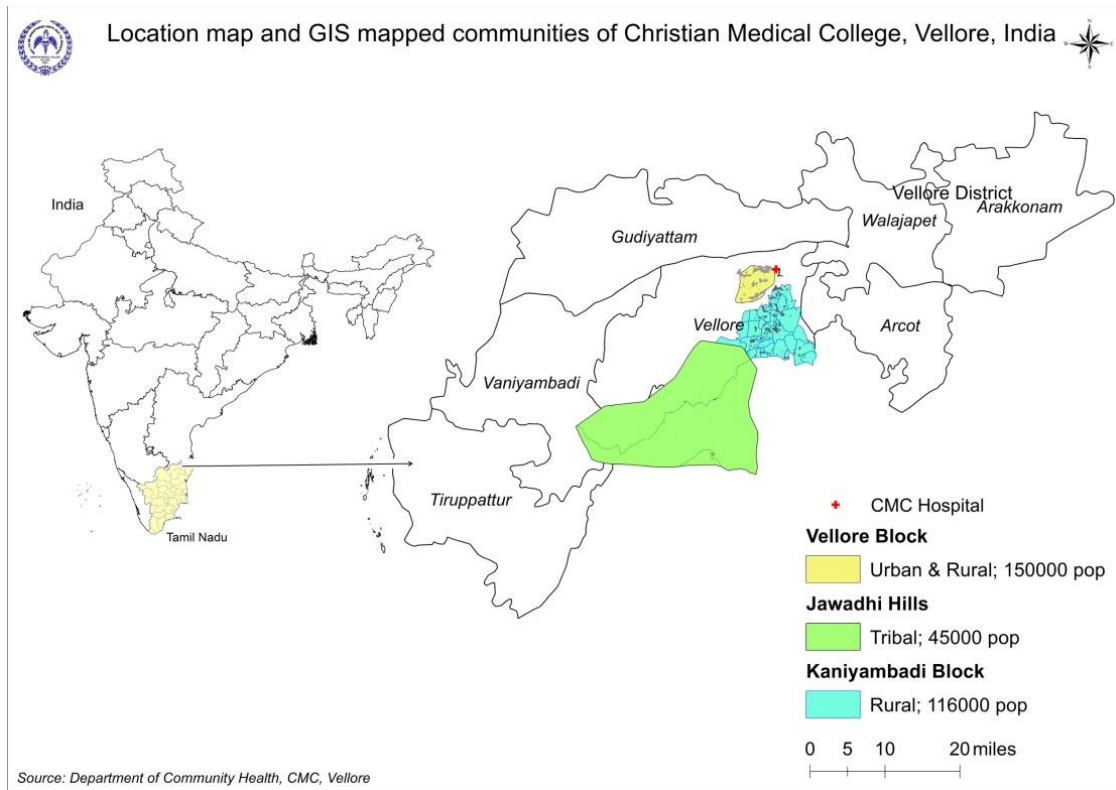 Location map and GIS mapped communities of Christian Medical College, Vellore, India
India
Tamil Nadu
Vellore District
Gudiyattam
Walajapet
Arakkonam
Vellore
Arcot
Vaniyambadi
Tiruppattur
CMC Hospital
Vellore Block
Urban & Rural; 150000 pop
Jawadhi Hills
Tribal; 45000 pop
Kaniyambadi Block
Rural; 116000 pop
0 5 10 20 miles
Source: Department of Community Health, CMC, Vellore